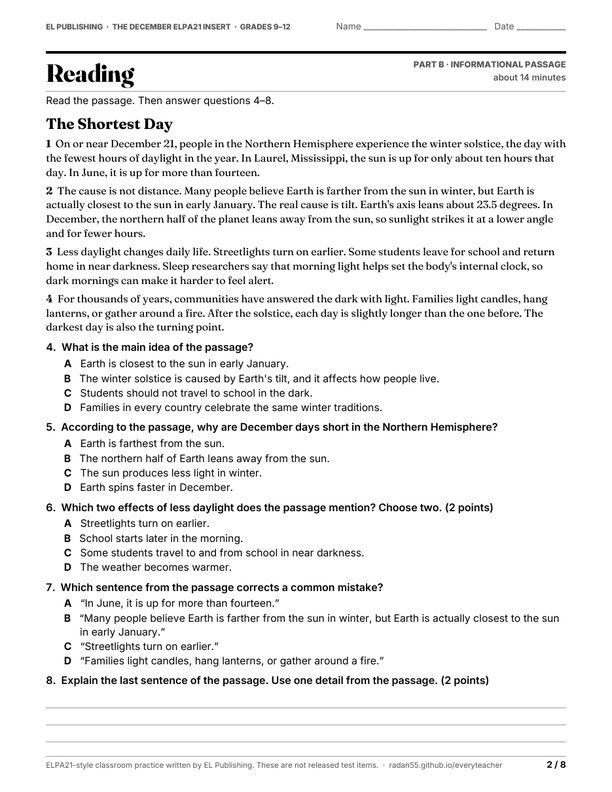 EL PUBLISHING · THE DECEMBER ELPA21 INSERT · GRADES 9–12 Name ____________________ Date __________
Reading
PART B · INFORMATIONAL PASSAGE
about 14 minutes
Read the passage. Then answer questions 4–8.
The Shortest Day
1 On or near December 21, people in the Northern Hemisphere experience the winter solstice, the day with
the fewest hours of daylight in the year. In Laurel, Mississippi, the sun is up for only about ten hours that
day. In June, it is up for more than fourteen.
2 The cause is not distance. Many people believe Earth is farther from the sun in winter, but Earth is
actually closest to the sun in early January. The real cause is tilt. Earth's axis leans about 23.5 degrees. In
December, the northern half of the planet leans away from the sun, so sunlight strikes it at a lower angle
and for fewer hours.
3 Less daylight changes daily life. Streetlights turn on earlier. Some students leave for school and return
home in near darkness. Sleep researchers say that morning light helps set the body's internal clock, so
dark mornings can make it harder to feel alert.
4 For thousands of years, communities have answered the dark with light. Families light candles, hang
lanterns, or gather around a fire. After the solstice, each day is slightly longer than the one before. The
darkest day is also the turning point.
4. What is the main idea of the passage?
A Earth is closest to the sun in early January.
B The winter solstice is caused by Earth's tilt, and it affects how people live.
C Students should not travel to school in the dark.
D Families in every country celebrate the same winter traditions.
5. According to the passage, why are December days short in the Northern Hemisphere?
A Earth is farthest from the sun.
B The northern half of Earth leans away from the sun.
C The sun produces less light in winter.
D Earth spins faster in December.
6. Which two effects of less daylight does the passage mention? Choose two. (2 points)
A Streetlights turn on earlier.
B School starts later in the morning.
C Some students travel to and from school in near darkness.
D The weather becomes warmer.
7. Which sentence from the passage corrects a common mistake?
A “In June, it is up for more than fourteen.”
B “Many people believe Earth is farther from the sun in winter, but Earth is actually closest to the sun
in early January.”
C “Streetlights turn on earlier.”
D “Families light candles, hang lanterns, or gather around a fire.”
8. Explain the last sentence of the passage. Use one detail from the passage. (2 points)
ELPA21-style classroom practice written by EL Publishing. These are not released test items. · radan55.github.io/everyteacher 2 / 8